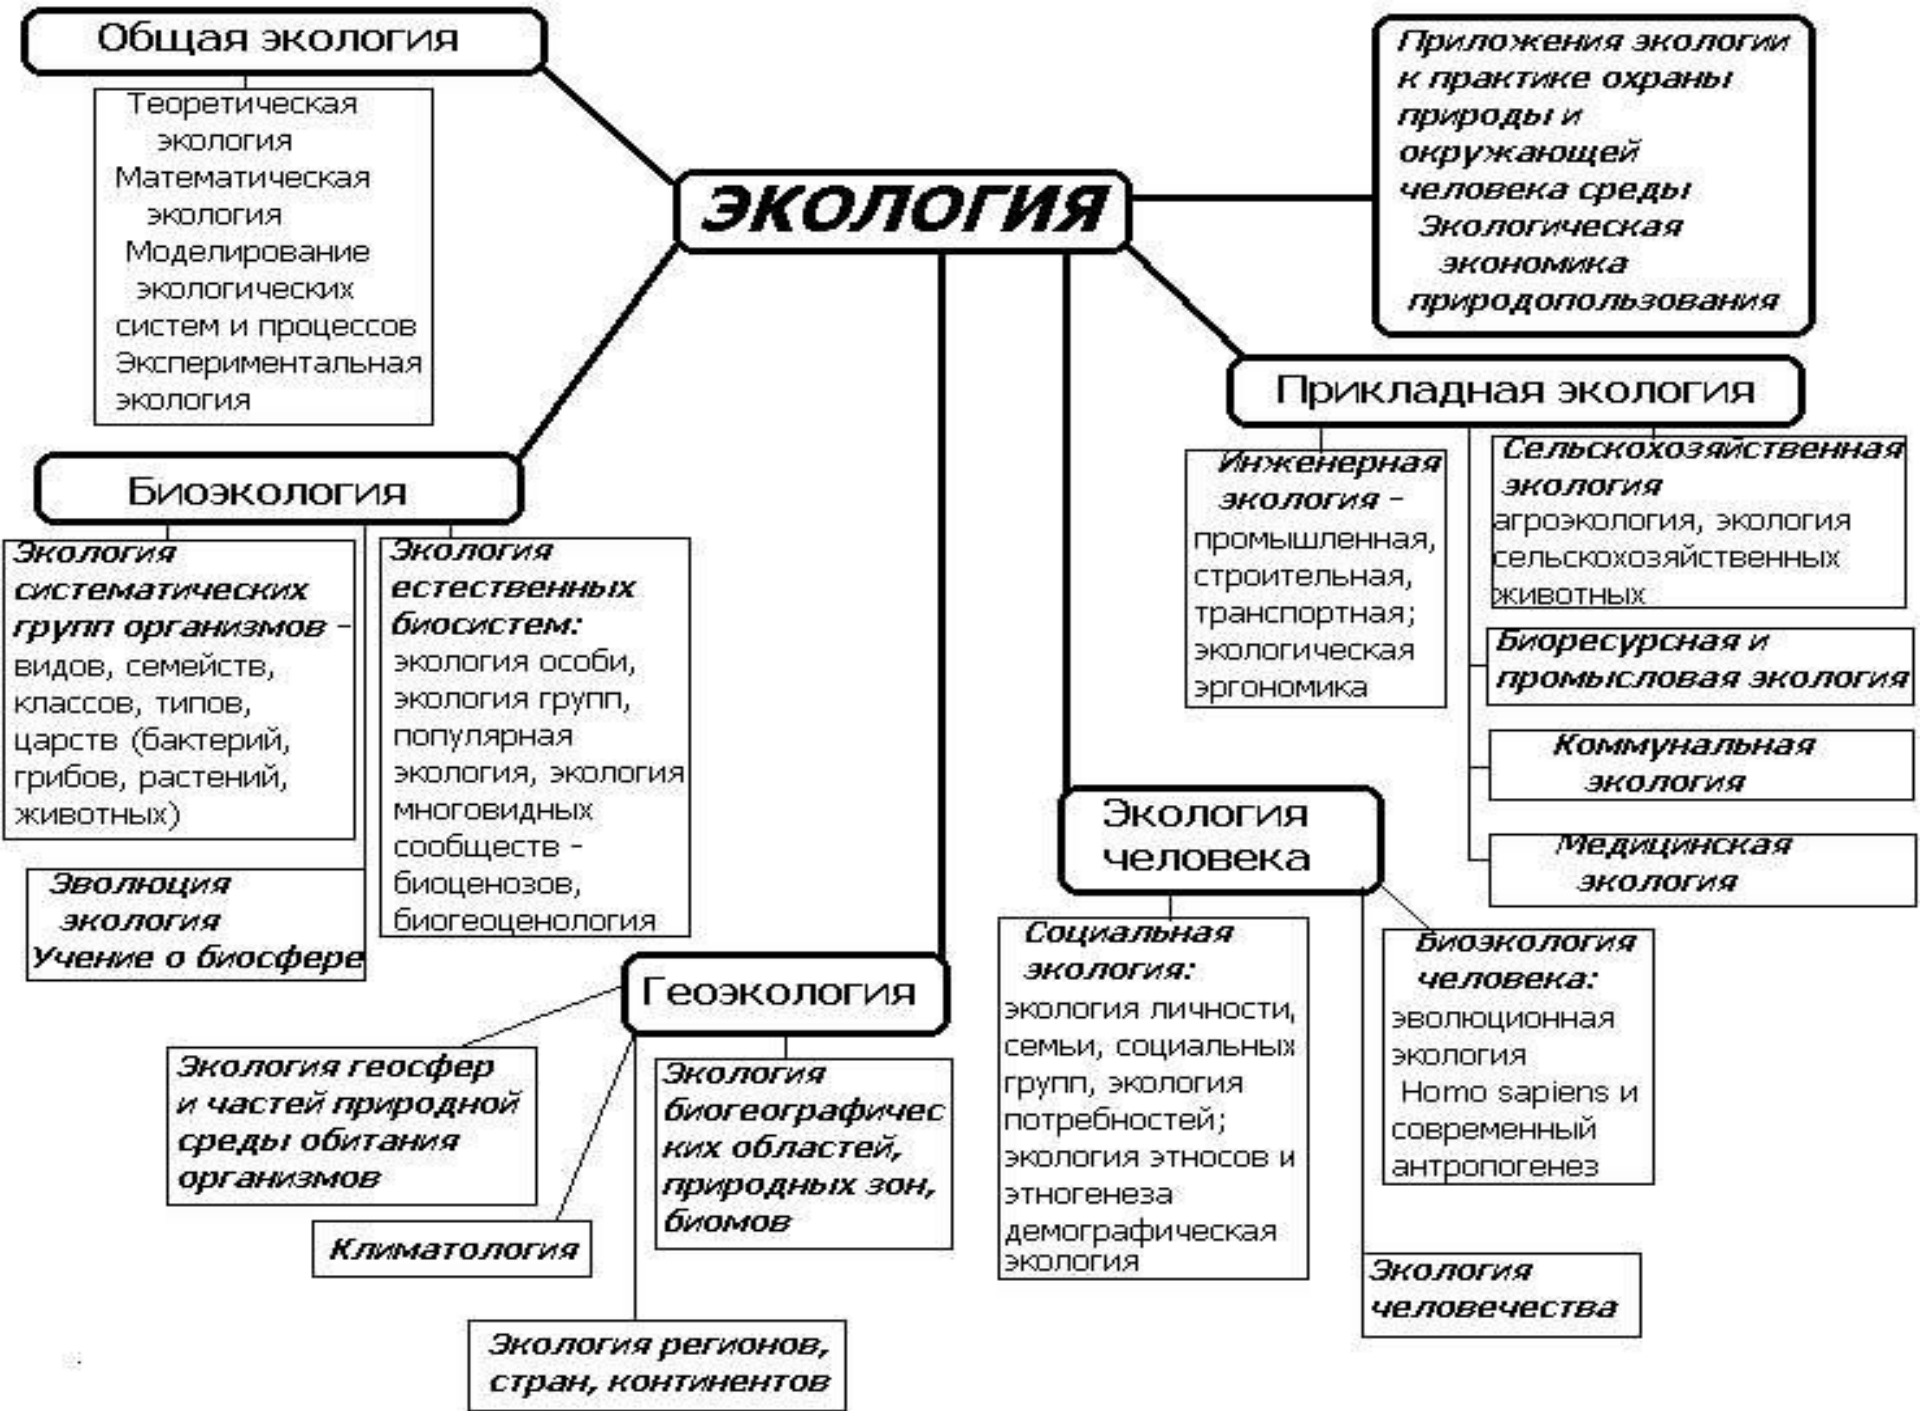 Общая экология
Теоретическая
экология
Математическая
экология
Моделирование
экологических
систем и процессов
Экспериментальная
экология
ЭКОЛОГИЯ
Приложения экологии
к практике охраны
природы и
окружающей
человека среды
Экологическая
экономика
природопользования
Прикладная экология
Инженерная
экология –
промышленная,
строительная,
транспортная;
экологическая
эргономика
Сельскохозяйственная
экология
агроэкология, экология
сельскохозяйственных
животных
Биоресурсная и
промысловая экология
Коммунальная
экология
Медицинская
экология
Биоэкология
Экология
систематических
групп организмов –
видов, семейств,
классов, типов,
царств (бактерий,
грибов, растений,
животных)
Экология
естественных
биосистем:
экология особи,
экология групп,
популярная
экология, экология
многовидных
сообществ –
биоценозов,
биогеоценология
Эволюция
экология
Учение о биосфере
Геоэкология
Экология геосфер
и частей природной
среды обитания
организмов
Климатология
Экология
биогеографичес
ких областей,
природных зон,
биомов
Экология регионов,
стран, континентов
Экология
человека
Социальная
экология:
экология личности,
семьи, социальных
групп, экология
потребностей;
экология этносов и
этногенеза
демографическая
экология
Биоэкология
человека:
эволюционная
экология
Homo sapiens и
современный
антропогенез
Экология
человечества